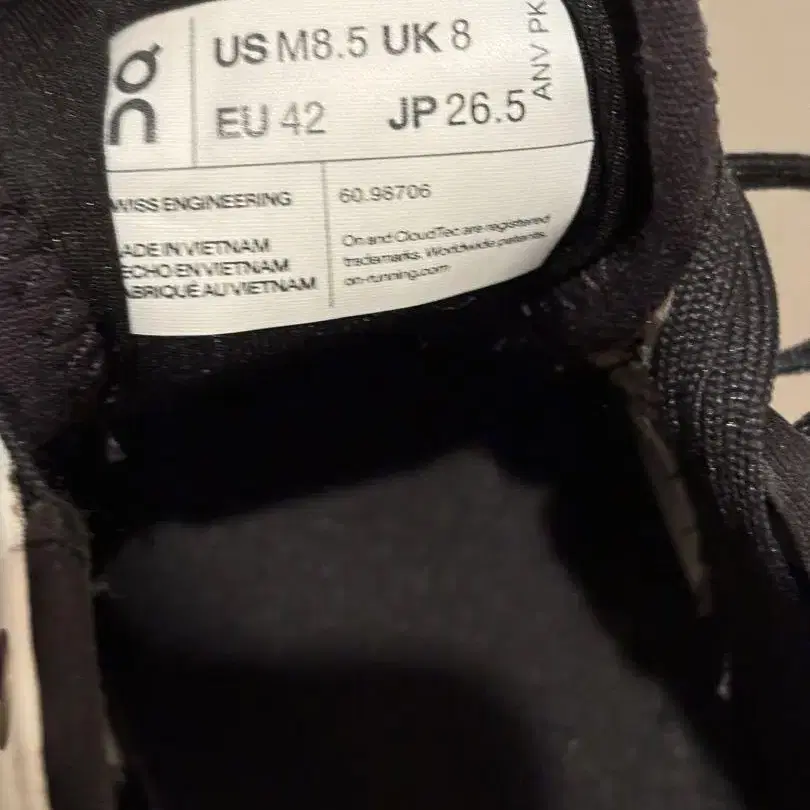 on
US M8.5 UK 8
EU 42 JP 26.5
ANV PK
WISS ENGINEERING
60.98706
ADE IN VIETNAM
ECHO EN VIETNAM
ABRIQUÉ AU VIETNAM
On and CloudTec are registered
trademarks. Worldwide patents.
on-running.com